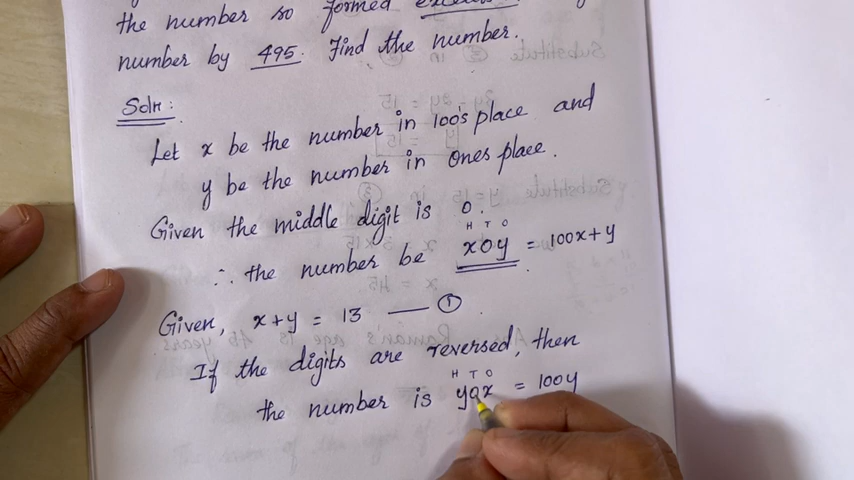 the number so formed
number by 495. Find the number.
Soln:
Let x be the number in 100's place and
y be the number in ones place.
Given the middle digit is 0.
H T O
∴ the number be x0y = 100x+y
Given, x+y = 13 — ①
If the digits are reversed, then
H T O
the number is y0x = 100y